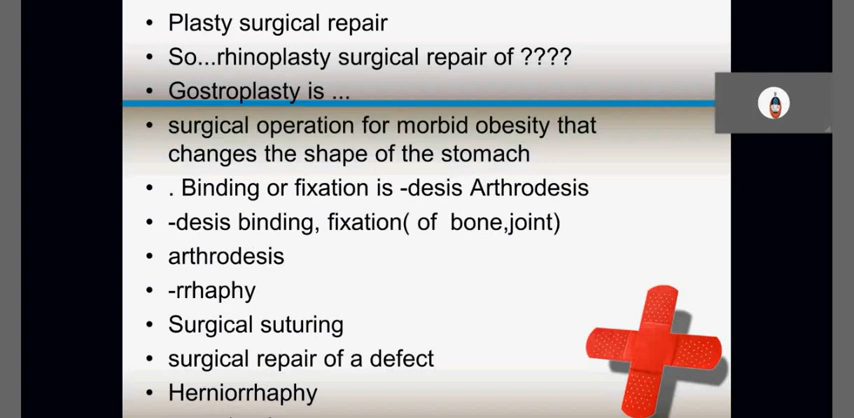 • Plasty surgical repair
• So...rhinoplasty surgical repair of ????
• Gostroplasty is ...
• surgical operation for morbid obesity that
changes the shape of the stomach
• . Binding or fixation is -desis Arthrodesis
• -desis binding, fixation( of  bone,joint)
• arthrodesis
• -rrhaphy
• Surgical suturing
• surgical repair of a defect
• Herniorrhaphy